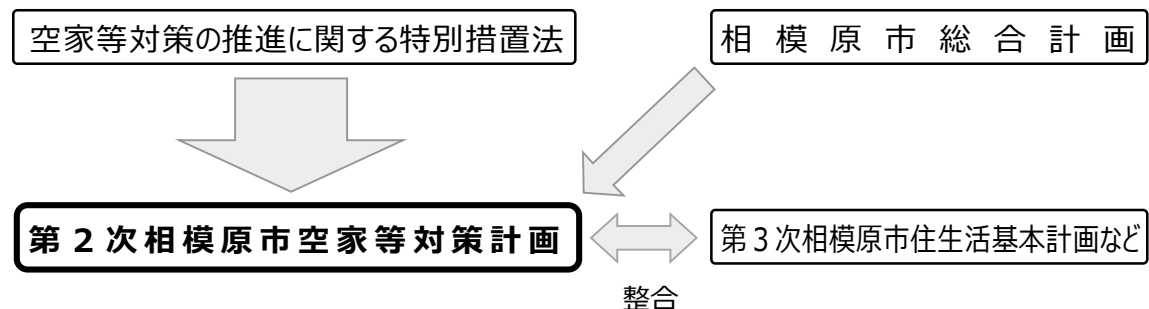 空家等対策の推進に関する特別措置法
相模原市総合計画
第２次相模原市空家等対策計画
第３次相模原市住生活基本計画など
整合